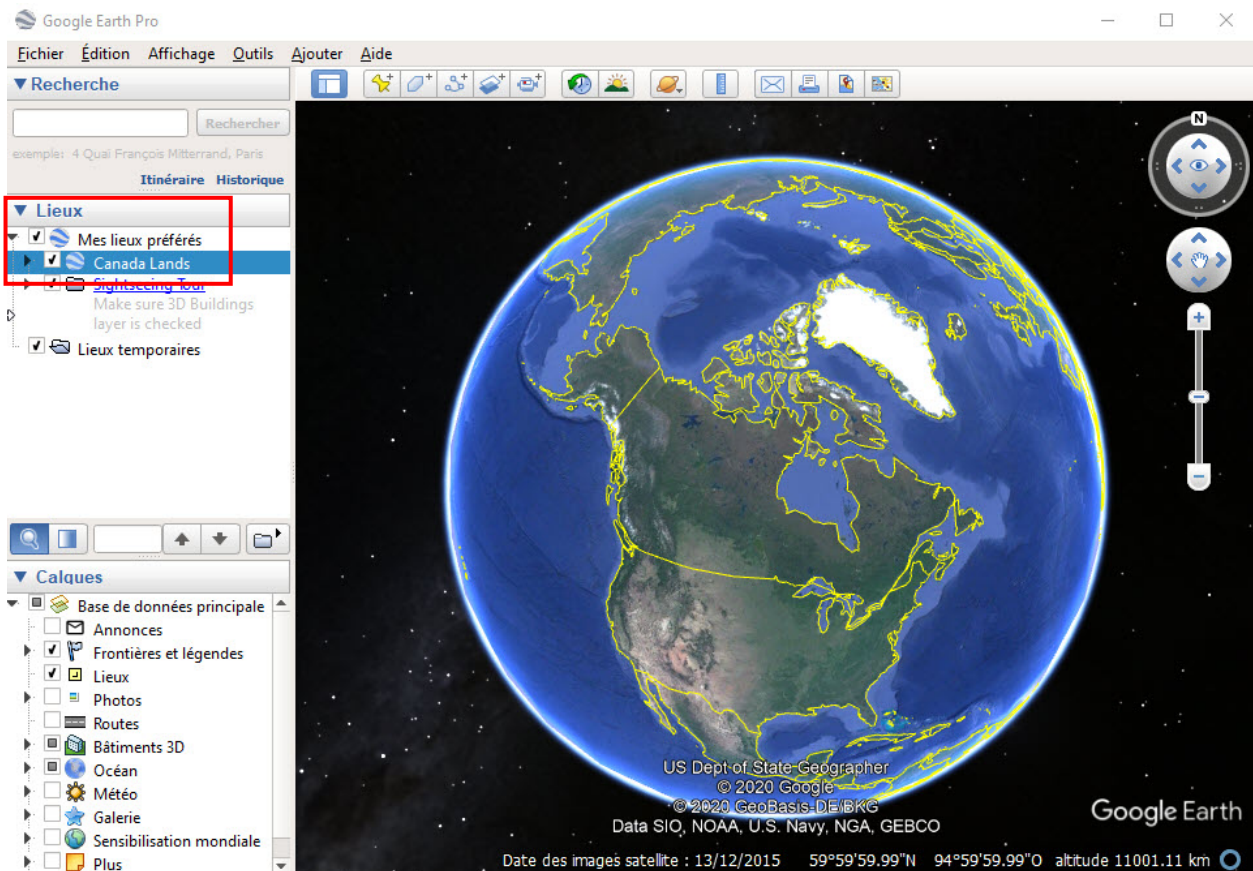 Google Earth Pro
Fichier Édition Affichage Outils Ajouter Aide
Recherche
Rechercher
exemple: 4 Quai François Mitterrand, Paris
Itinéraire Historique
Lieux
Mes lieux préférés
Canada Lands
Sightseeing Tour
Make sure 3D Buildings
layer is checked
Lieux temporaires
Calques
Base de données principale
Annonces
Frontières et légendes
Lieux
Photos
Routes
Bâtiments 3D
Océan
Météo
Galerie
Sensibilisation mondiale
Plus
N
US Dept of State Geographer
© 2020 Google
© 2020 GeoBasis-DE/BKG
Data SIO, NOAA, U.S. Navy, NGA, GEBCO
Google Earth
Date des images satellite : 13/12/2015 59°59'59.99"N 94°59'59.99"O altitude 11001.11 km